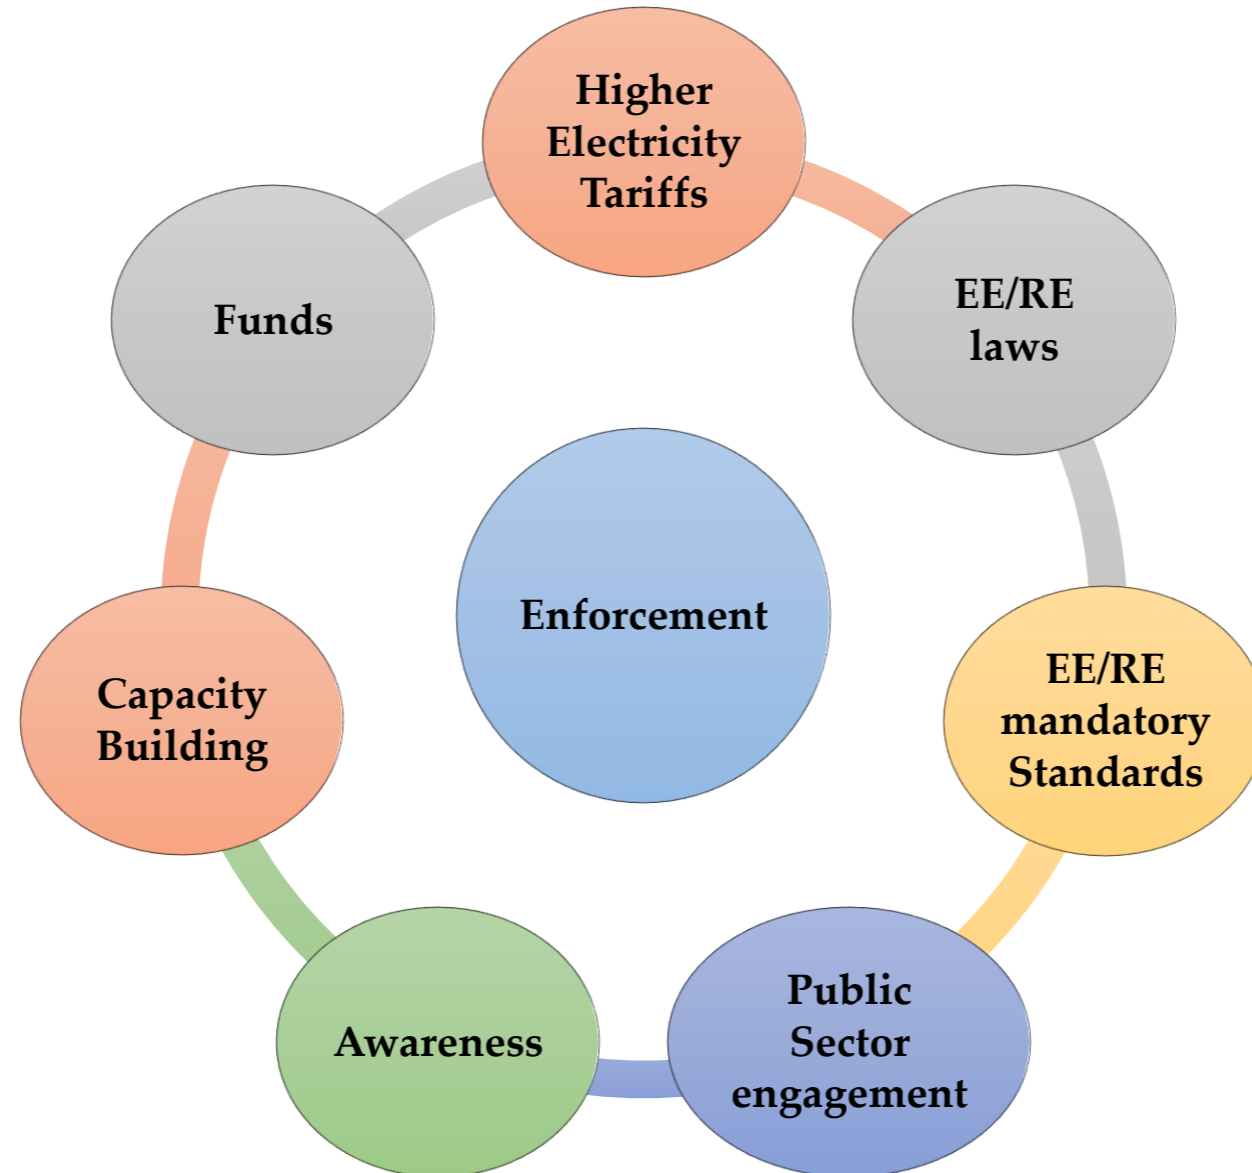 Higher
Electricity
Tariffs
EE/RE
laws
EE/RE
mandatory
Standards
Public
Sector
engagement
Awareness
Capacity
Building
Funds
Enforcement